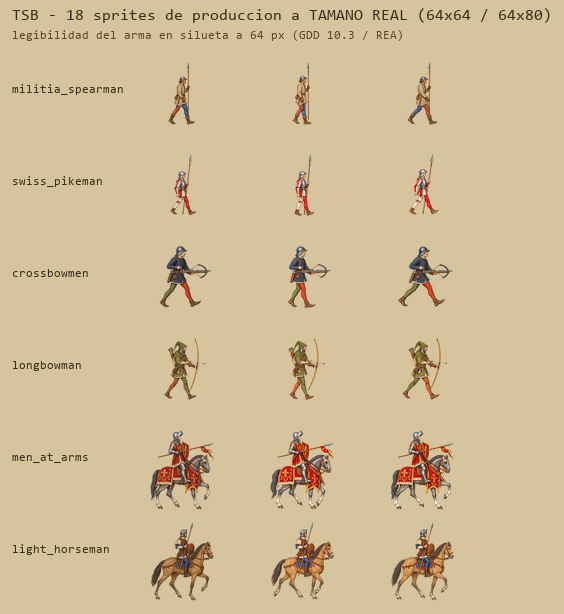 TSB - 18 sprites de produccion a TAMANO REAL (64x64 / 64x80)
legibilidad del arma en silueta a 64 px (GDD 10.3 / REA)
militia_spearman
swiss_pikeman
crossbowmen
longbowman
men_at_arms
light_horseman